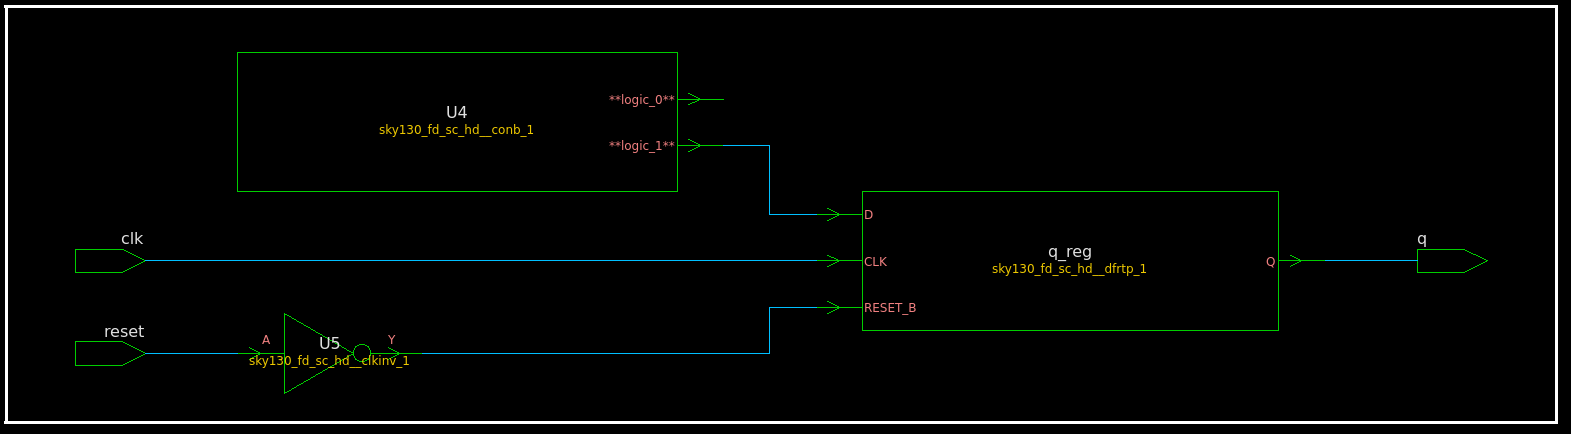 **logic_0**
U4
sky130_fd_sc_hd__conb_1
**logic_1**
D
clk
q
q_reg
CLK
sky130_fd_sc_hd__dfrtp_1
Q
RESET_B
reset
A
U5
Y
sky130_fd_sc_hd__clkinv_1